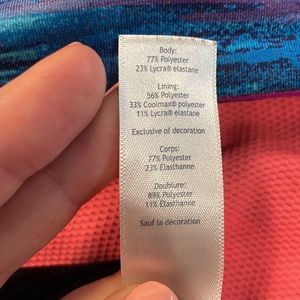 Body:
77% Polyester
23% Lycra® elastane
Lining:
56% Polyester
33% Coolmax® polyester
11% Lycra® elastane
Exclusive of decoration
Corps:
77% Polyester
23% Élasthanne
Doublure:
89% Polyester
11% Élasthanne
Sauf la décoration